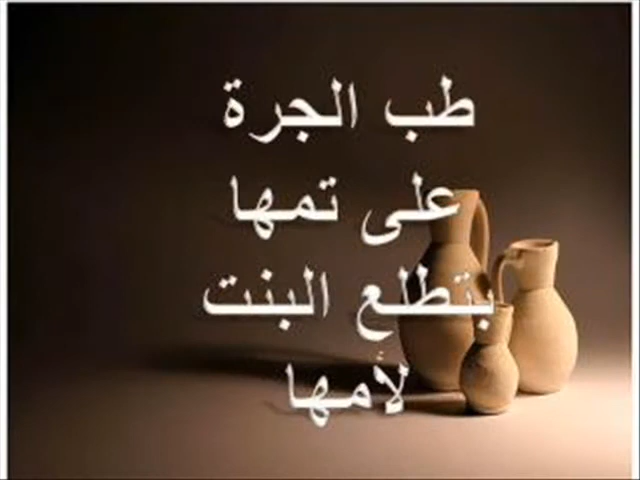 طب الجرة
على تمها
بتطلع البنت
لأمها